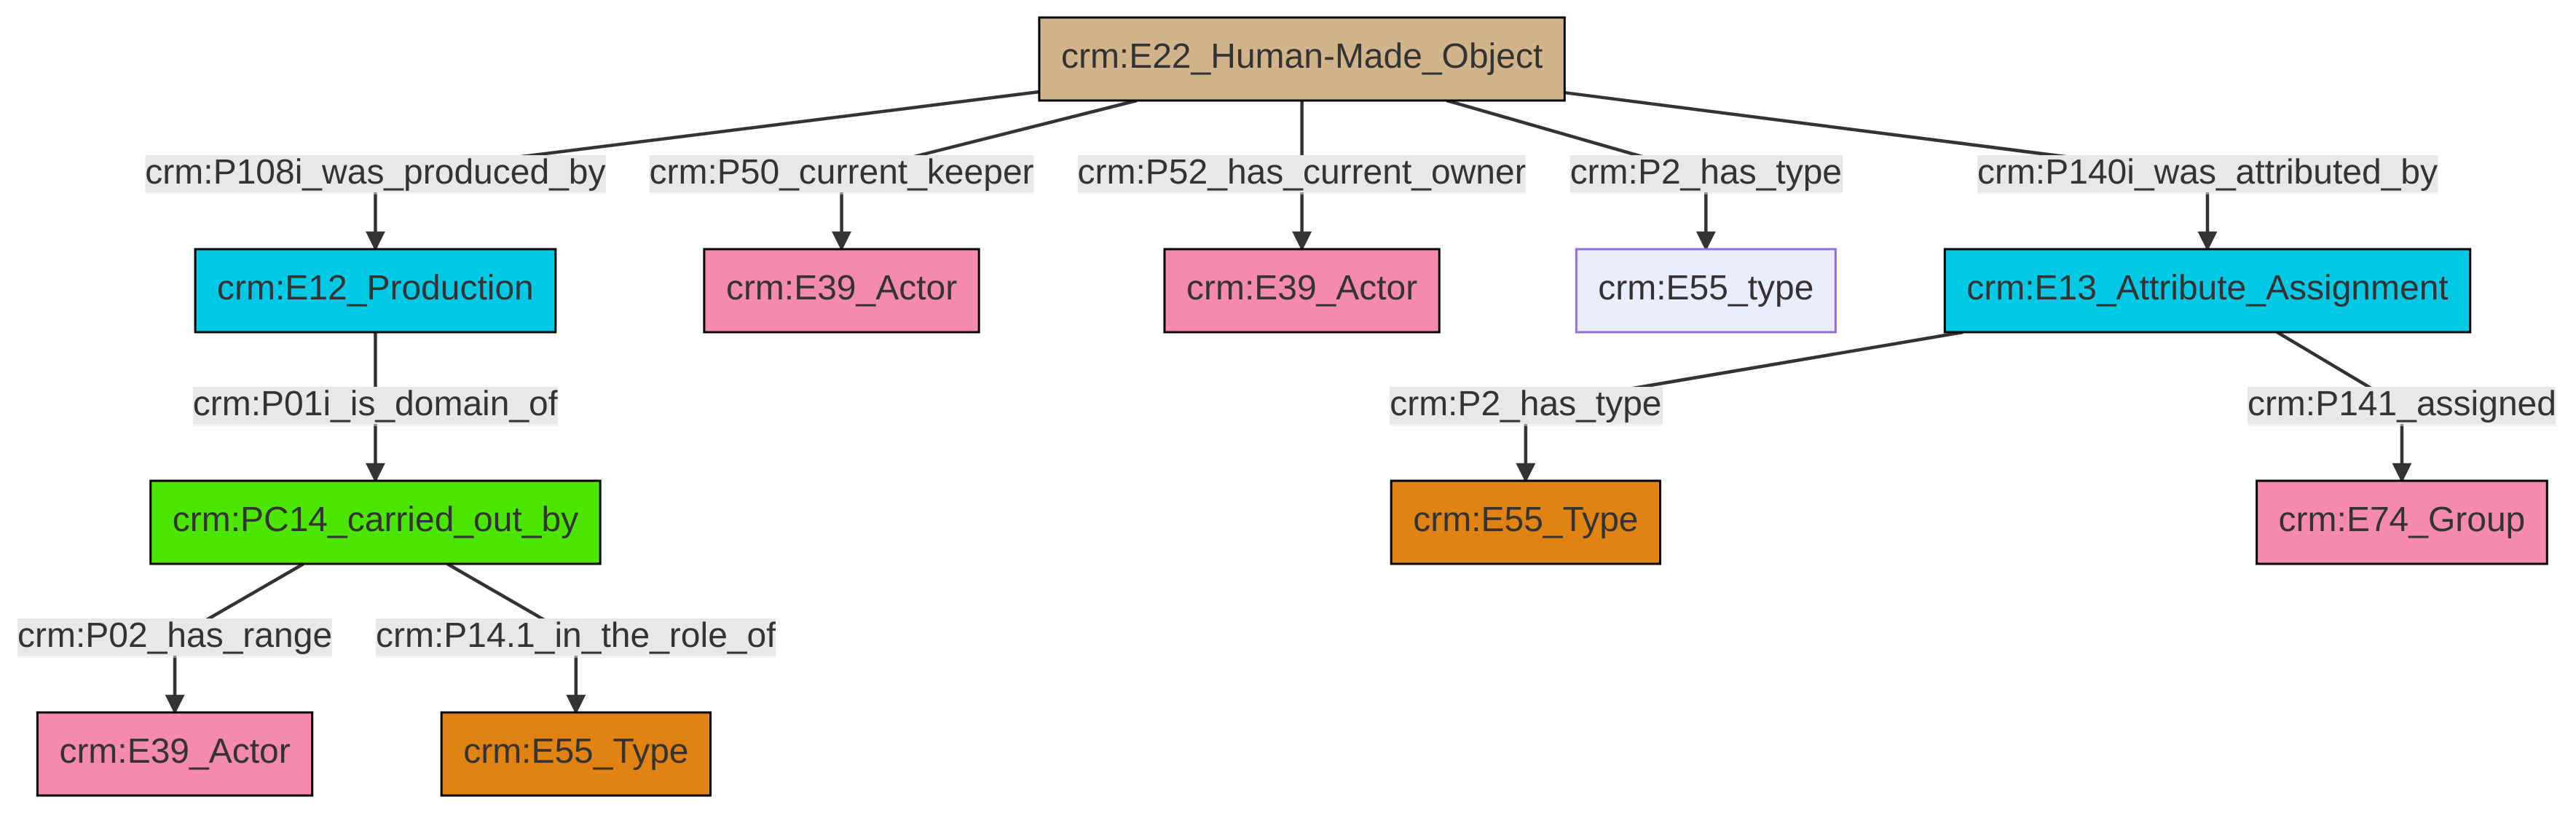 crm:E22_Human-Made_Object
crm:P108i_was_produced_by
crm:P50_current_keeper
crm:P52_has_current_owner
crm:P2_has_type
crm:P140i_was_attributed_by
crm:E12_Production
crm:E39_Actor
crm:E39_Actor
crm:E55_type
crm:E13_Attribute_Assignment
crm:P01i_is_domain_of
crm:P2_has_type
crm:P141_assigned
crm:PC14_carried_out_by
crm:E55_Type
crm:E74_Group
crm:P02_has_range
crm:P14.1_in_the_role_of
crm:E39_Actor
crm:E55_Type